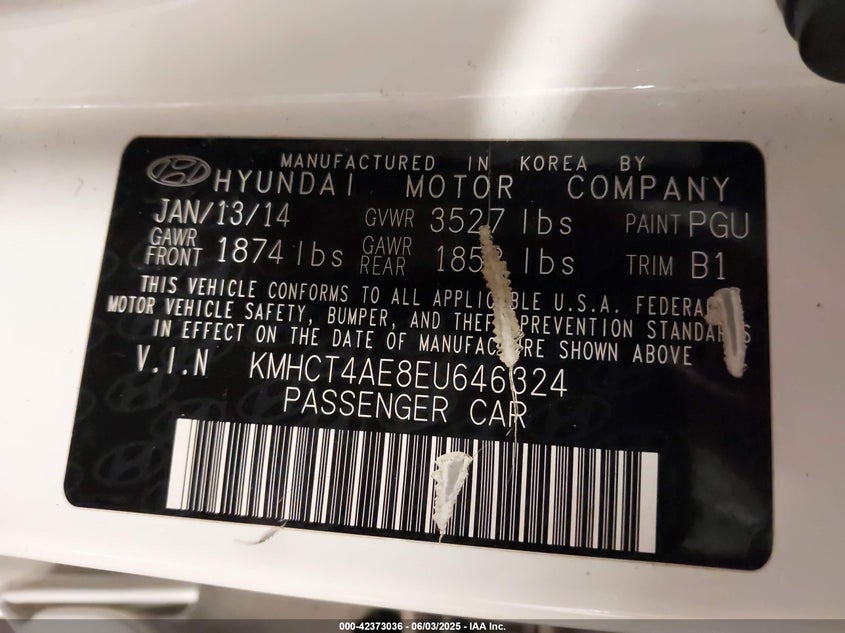 MANUFACTURED IN KOREA BY
HYUNDAI MOTOR COMPANY
JAN/13/14 GVWR 3527 lbs PAINT PGU
GAWR FRONT 1874 lbs GAWR REAR lbs TRIM B1
THIS VEHICLE CONFORMS TO ALL APPLICABLE U.S.A. FEDERAL
MOTOR VEHICLE SAFETY, BUMPER, AND THEFT PREVENTION STANDARDS
IN EFFECT ON THE DATE OF MANUFACTURE SHOWN ABOVE
V.I.N KMHCT4AE8EU646324
PASSENGER CAR
000-42373036 - 06/03/2025 - IAA Inc.